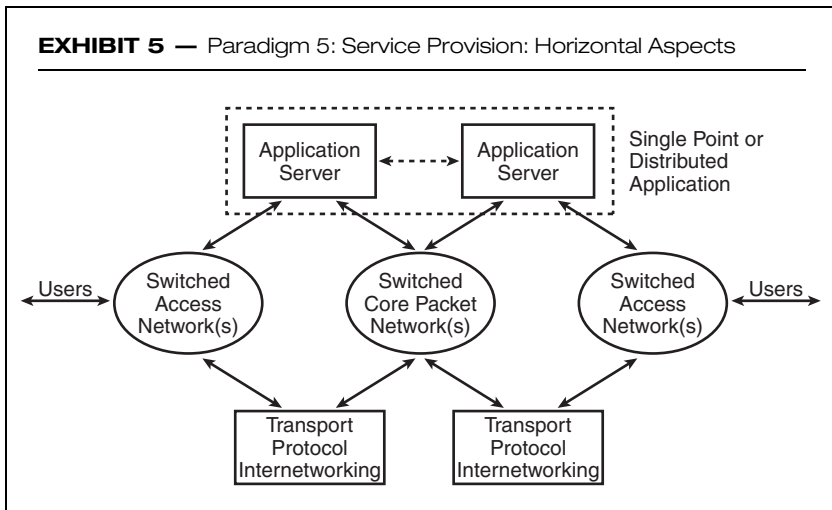 EXHIBIT 5 — Paradigm 5: Service Provision: Horizontal Aspects
Application
Server
Application
Server
Single Point or
Distributed
Application
Users
Switched
Access
Network(s)
Switched
Core Packet
Network(s)
Switched
Access
Network(s)
Users
Transport
Protocol
Internetworking
Transport
Protocol
Internetworking